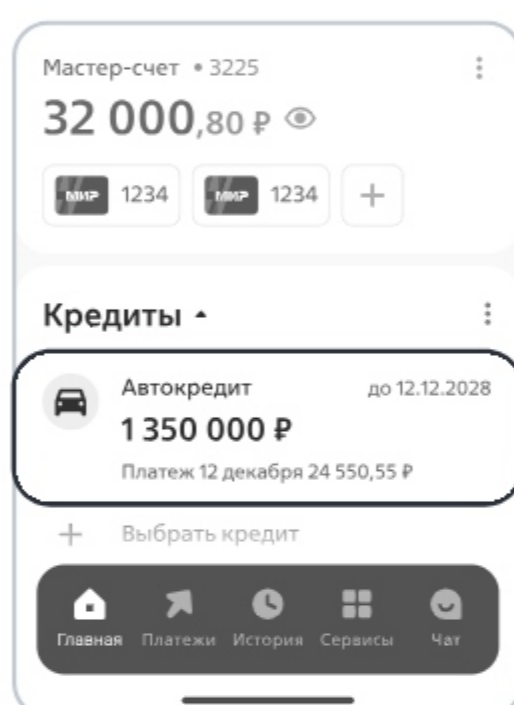 Мастер-счет • 3225
32 000,80 ₽
МИР 1234 МИР 1234 +
Кредиты
Автокредит до 12.12.2028
1 350 000 ₽
Платеж 12 декабря 24 550,55 ₽
+ Выбрать кредит
Главная Платежи История Сервисы Чат